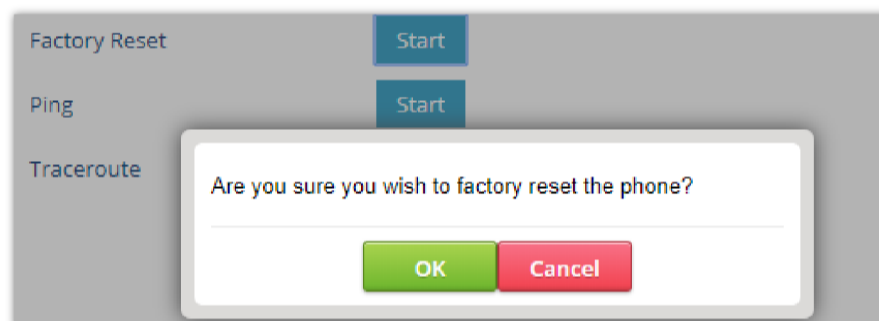 Factory Reset Start
Ping Start
Traceroute
Are you sure you wish to factory reset the phone?
OK Cancel